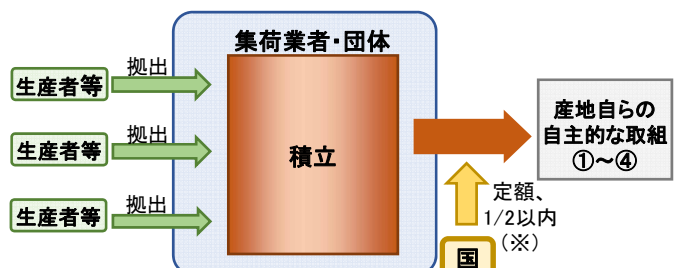 集荷業者・団体
生産者等
拠出
生産者等
拠出
生産者等
拠出
積立
産地自らの
自主的な取組
①～④
定額、
1/2以内
（※）
国